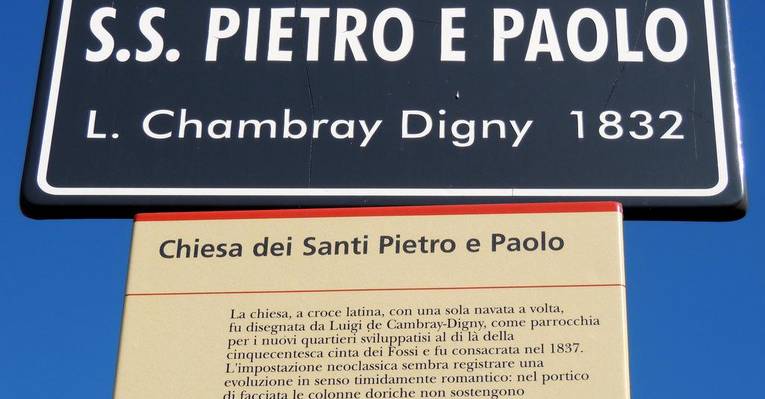 S.S. PIETRO E PAOLO
L. Chambray Digny 1832
Chiesa dei Santi Pietro e Paolo
La chiesa, a croce latina, con una sola navata a volta,
fu disegnata da Luigi de Cambray-Digny, come parrocchia
per i nuovi quartieri sviluppatisi al di là della
cinquecentesca cinta dei Fossi e fu consacrata nel 1837.
L'impostazione neoclassica sembra registrare una
evoluzione in senso timidamente romantico: nel portico
di facciata le colonne doriche non sostengono